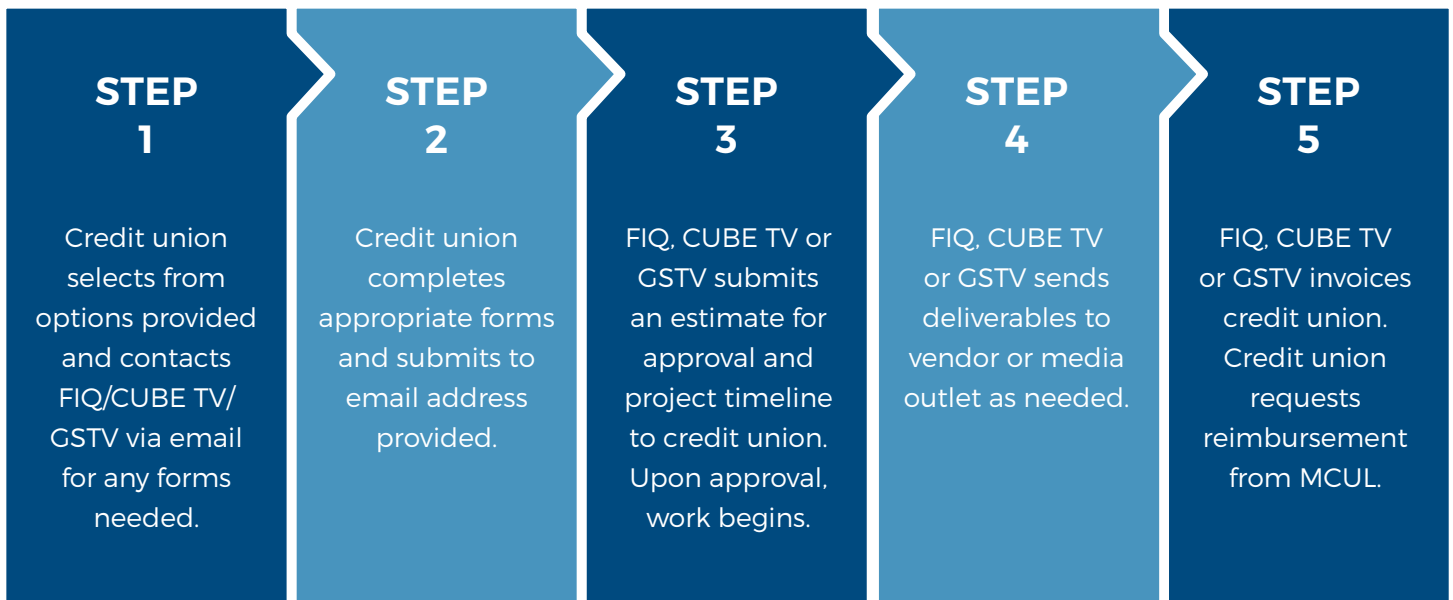 STEP
1
Credit union
selects from
options provided
and contacts
FIQ/CUBE TV/
GSTV via email
for any forms
needed.
STEP
2
Credit union
completes
appropriate forms
and submits to
email address
provided.
STEP
3
FIQ, CUBE TV or
GSTV submits
an estimate for
approval and
project timeline
to credit union.
Upon approval,
work begins.
STEP
4
FIQ, CUBE TV
or GSTV sends
deliverables to
vendor or media
outlet as needed.
STEP
5
FIQ, CUBE TV
or GSTV invoices
credit union.
Credit union
requests
reimbursement
from MCUL.